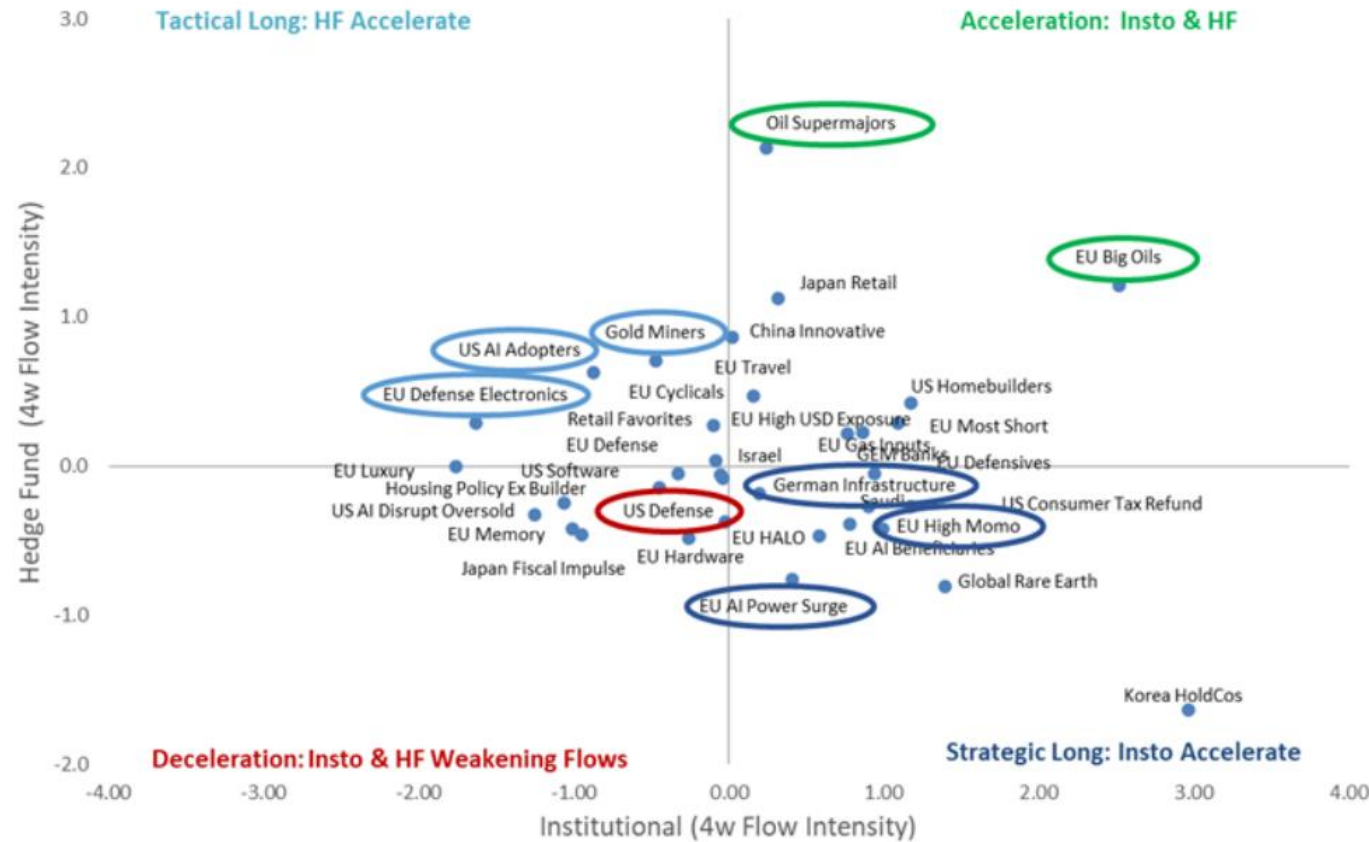 3.0
Tactical Long: HF Accelerate
Acceleration: Insto & HF
Oil Supermajors
2.0
EU Big Oils
Japan Retail
1.0
Gold Miners
China Innovative
US AI Adopters
EU Travel
EU Defense Electronics
EU Cyclicals
US Homebuilders
Retail Favorites
EU High USD Exposure
EU Most Short
EU Defense
EU Gas Inputs
Israel
GEM Banks
EU Defensives
0.0
EU Luxury
US Software
German Infrastructure
Housing Policy Ex Builder
Saudi
US Consumer Tax Refund
US AI Disrupt Oversold
US Defense
EU High Momo
EU Memory
EU HALO
EU AI Beneficiaries
EU Hardware
Japan Fiscal Impulse
Global Rare Earth
-1.0
EU AI Power Surge
Korea HoldCos
Deceleration: Insto & HF Weakening Flows
Strategic Long: Insto Accelerate
-2.0
-4.00 -3.00 -2.00 -1.00 0.00 1.00 2.00 3.00 4.00
Institutional (4w Flow Intensity)
Hedge Fund (4w Flow Intensity)